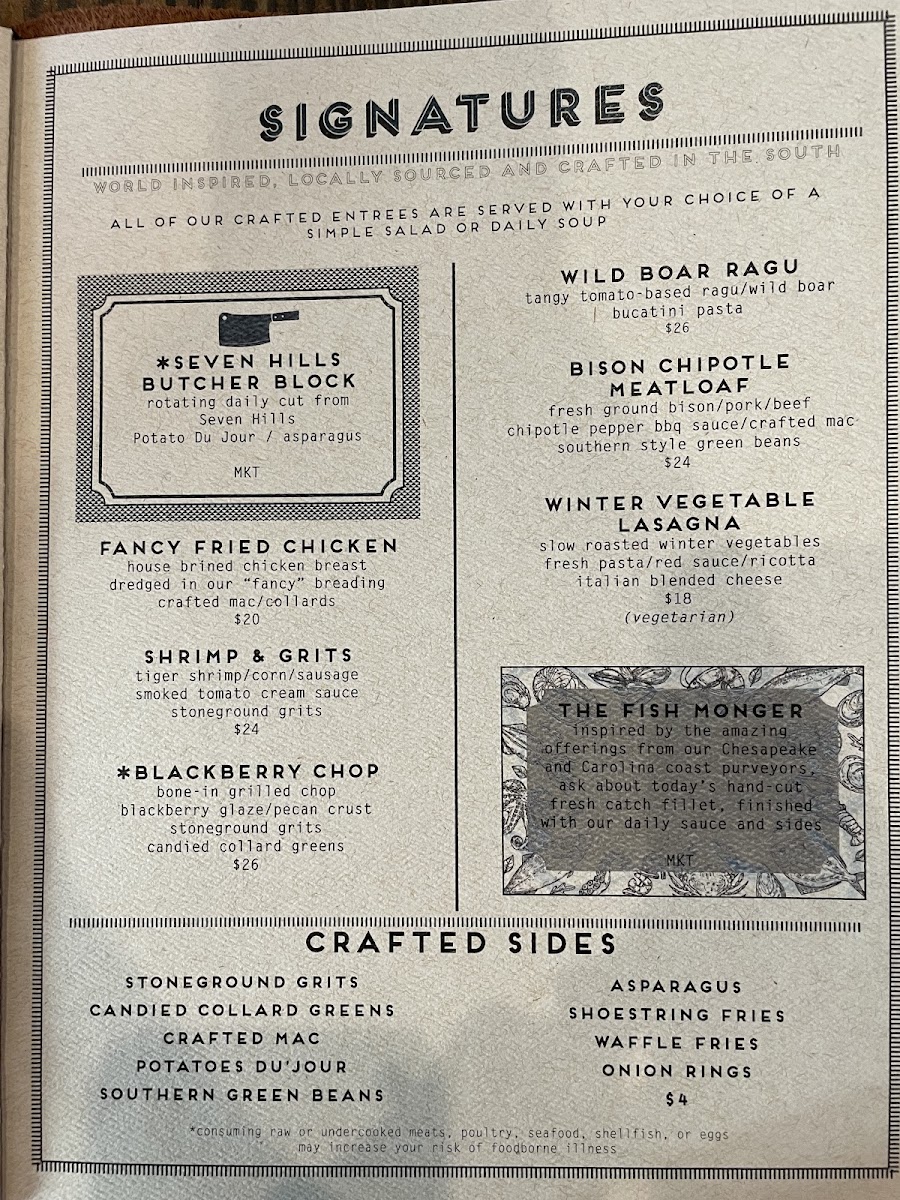 SIGNATURES
WORLD INSPIRED, LOCALLY SOURCED AND CRAFTED IN THE SOUTH
ALL OF OUR CRAFTED ENTREES ARE SERVED WITH YOUR CHOICE OF A
SIMPLE SALAD OR DAILY SOUP
*SEVEN HILLS
BUTCHER BLOCK
rotating daily cut from
Seven Hills
Potato Du Jour / asparagus
MKT
FANCY FRIED CHICKEN
house brined chicken breast
dredged in our “fancy” breading
crafted mac/collards
$20
SHRIMP & GRITS
tiger shrimp/corn/sausage
smoked tomato cream sauce
stoneground grits
$24
*BLACKBERRY CHOP
bone-in grilled chop
blackberry glaze/pecan crust
stoneground grits
candied collard greens
$26
WILD BOAR RAGU
tangy tomato-based ragu/wild boar
bucatini pasta
$26
BISON CHIPOTLE
MEATLOAF
fresh ground bison/pork/beef
chipotle pepper bbq sauce/crafted mac
southern style green beans
$24
WINTER VEGETABLE
LASAGNA
slow roasted winter vegetables
fresh pasta/red sauce/ricotta
italian blended cheese
$18
(vegetarian)
THE FISH MONGER
inspired by the amazing
offerings from our Chesapeake
and Carolina coast purveyors,
ask about today's hand-cut
fresh catch fillet, finished
with our daily sauce and sides
MKT
CRAFTED SIDES
STONEGROUND GRITS
CANDIED COLLARD GREENS
CRAFTED MAC
POTATOES DU'JOUR
SOUTHERN GREEN BEANS
ASPARAGUS
SHOESTRING FRIES
WAFFLE FRIES
ONION RINGS
$4
*consuming raw or undercooked meats, poultry, seafood, shellfish, or eggs
may increase your risk of foodborne illness